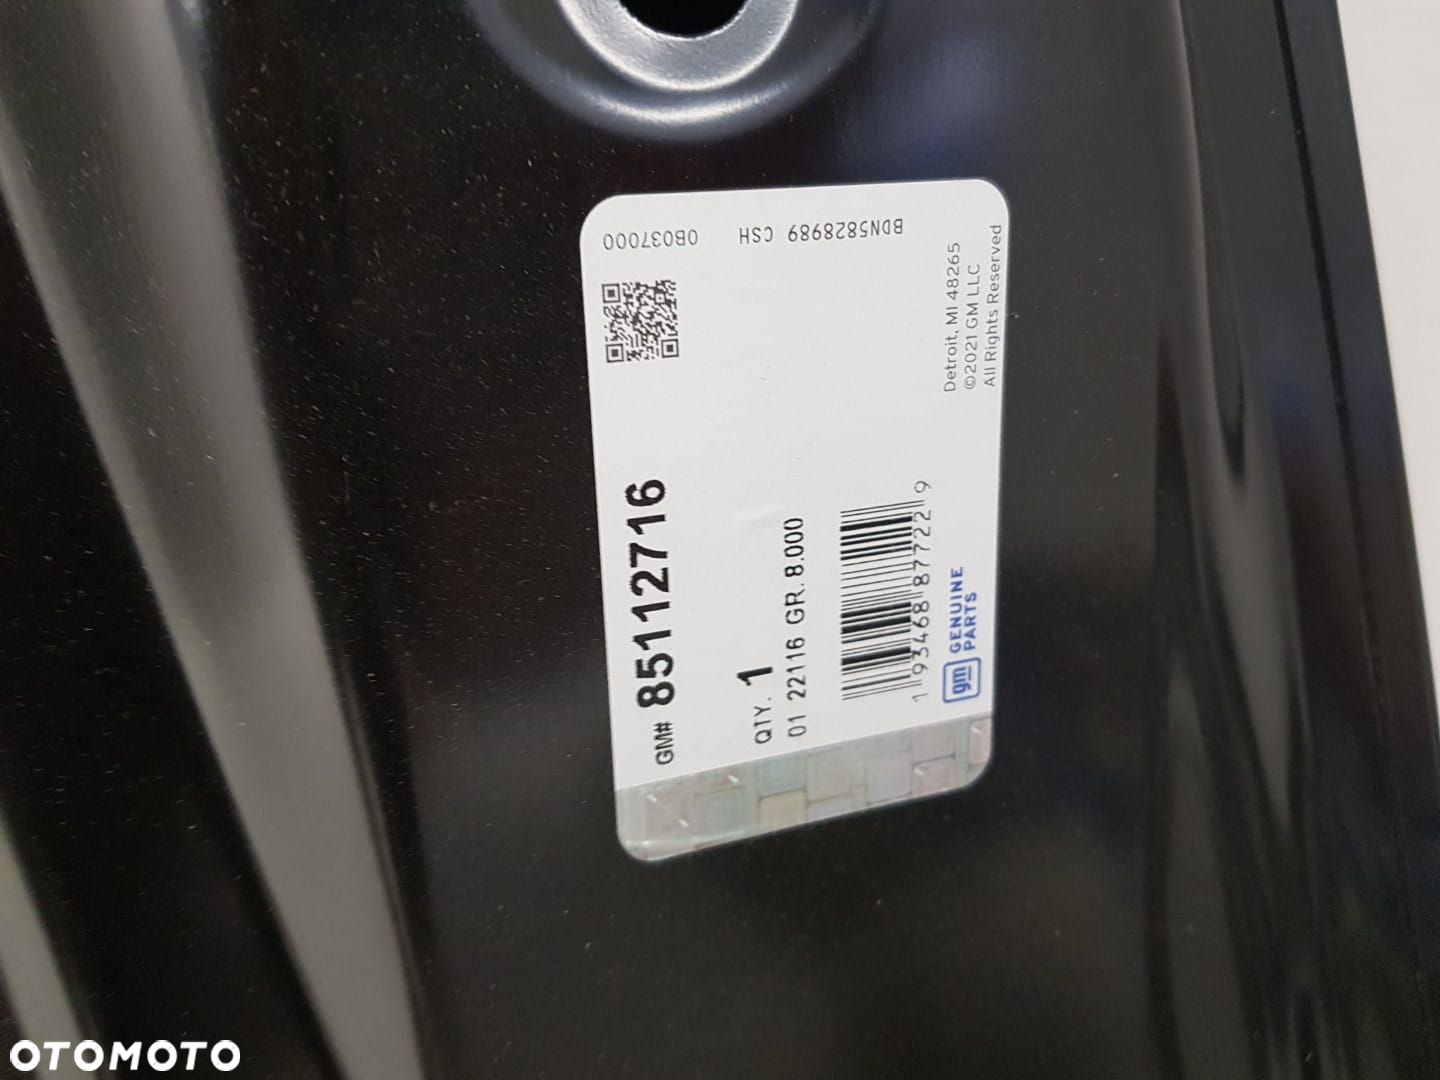 GM# 85112716
QTY. 1
01 22116 GR. 8.000
1 93468 87722 9
gm GENUINE
PARTS
0B037000
BDN5828989 CSH
Detroit, MI 48265
©2021 GM LLC
All Rights Reserved
OTOMOTO